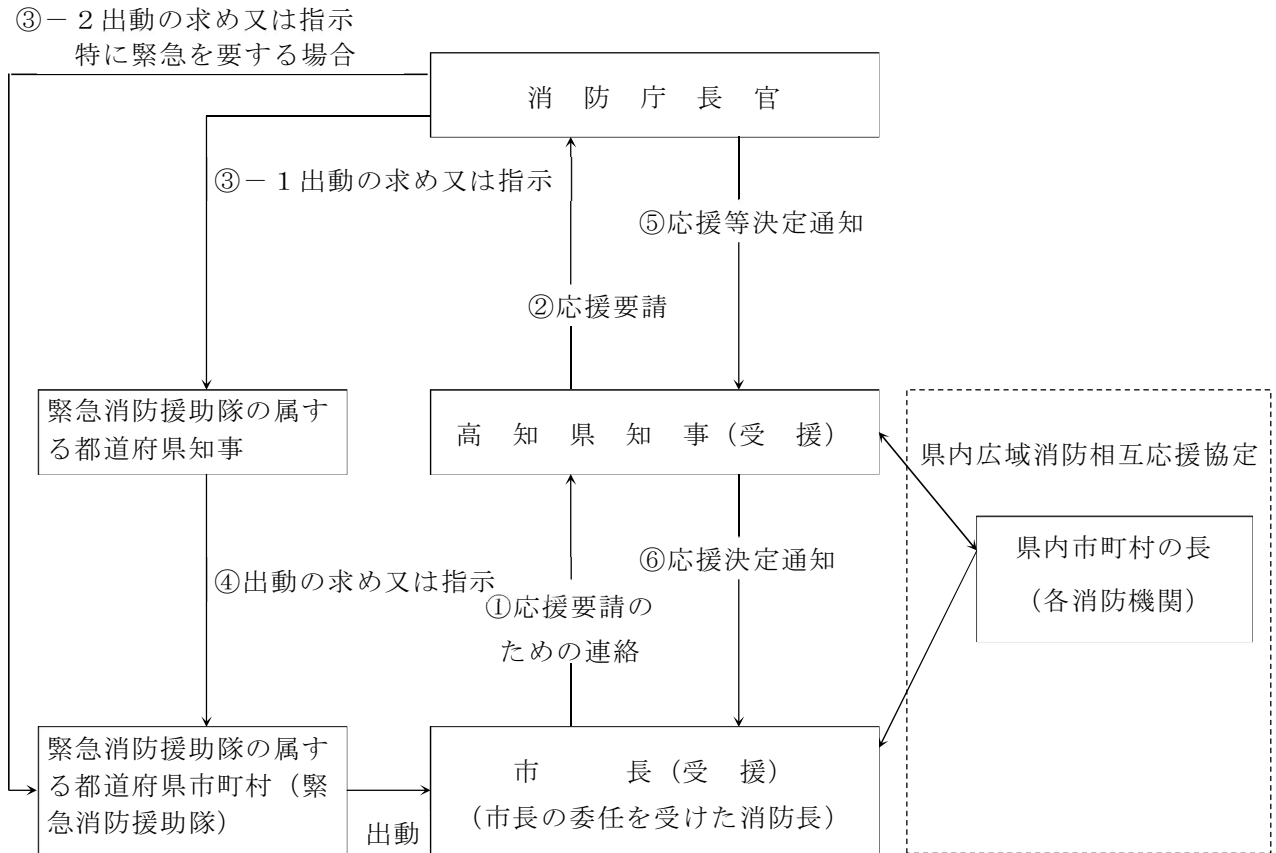 ③－２出動の求め又は指示
特に緊急を要する場合
消　防　庁　長　官
③－１出動の求め又は指示
⑤応援等決定通知
②応援要請
緊急消防援助隊の属す
る都道府県知事
高　知　県　知　事（受　援）
県内広域消防相互応援協定
県内市町村の長
（各消防機関）
④出動の求め又は指示
⑥応援決定通知
①応援要請の
ための連絡
緊急消防援助隊の属す
る都道府県市町村（緊
急消防援助隊）
出動
市　　　長（受　援）
（市長の委任を受けた消防長）